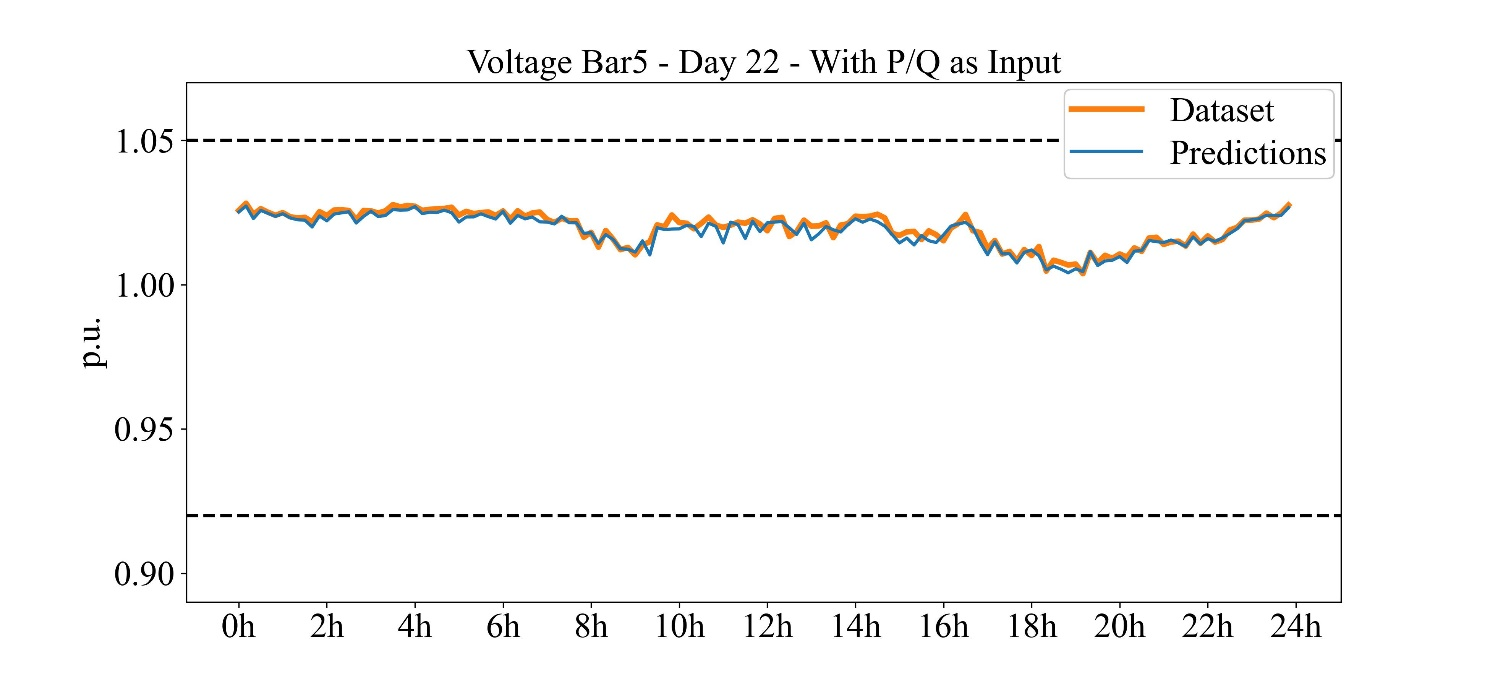 Voltage Bar5 - Day 22 - With P/Q as Input
Dataset
Predictions
1.05
1.00
0.95
0.90
p.u.
0h 2h 4h 6h 8h 10h 12h 14h 16h 18h 20h 22h 24h